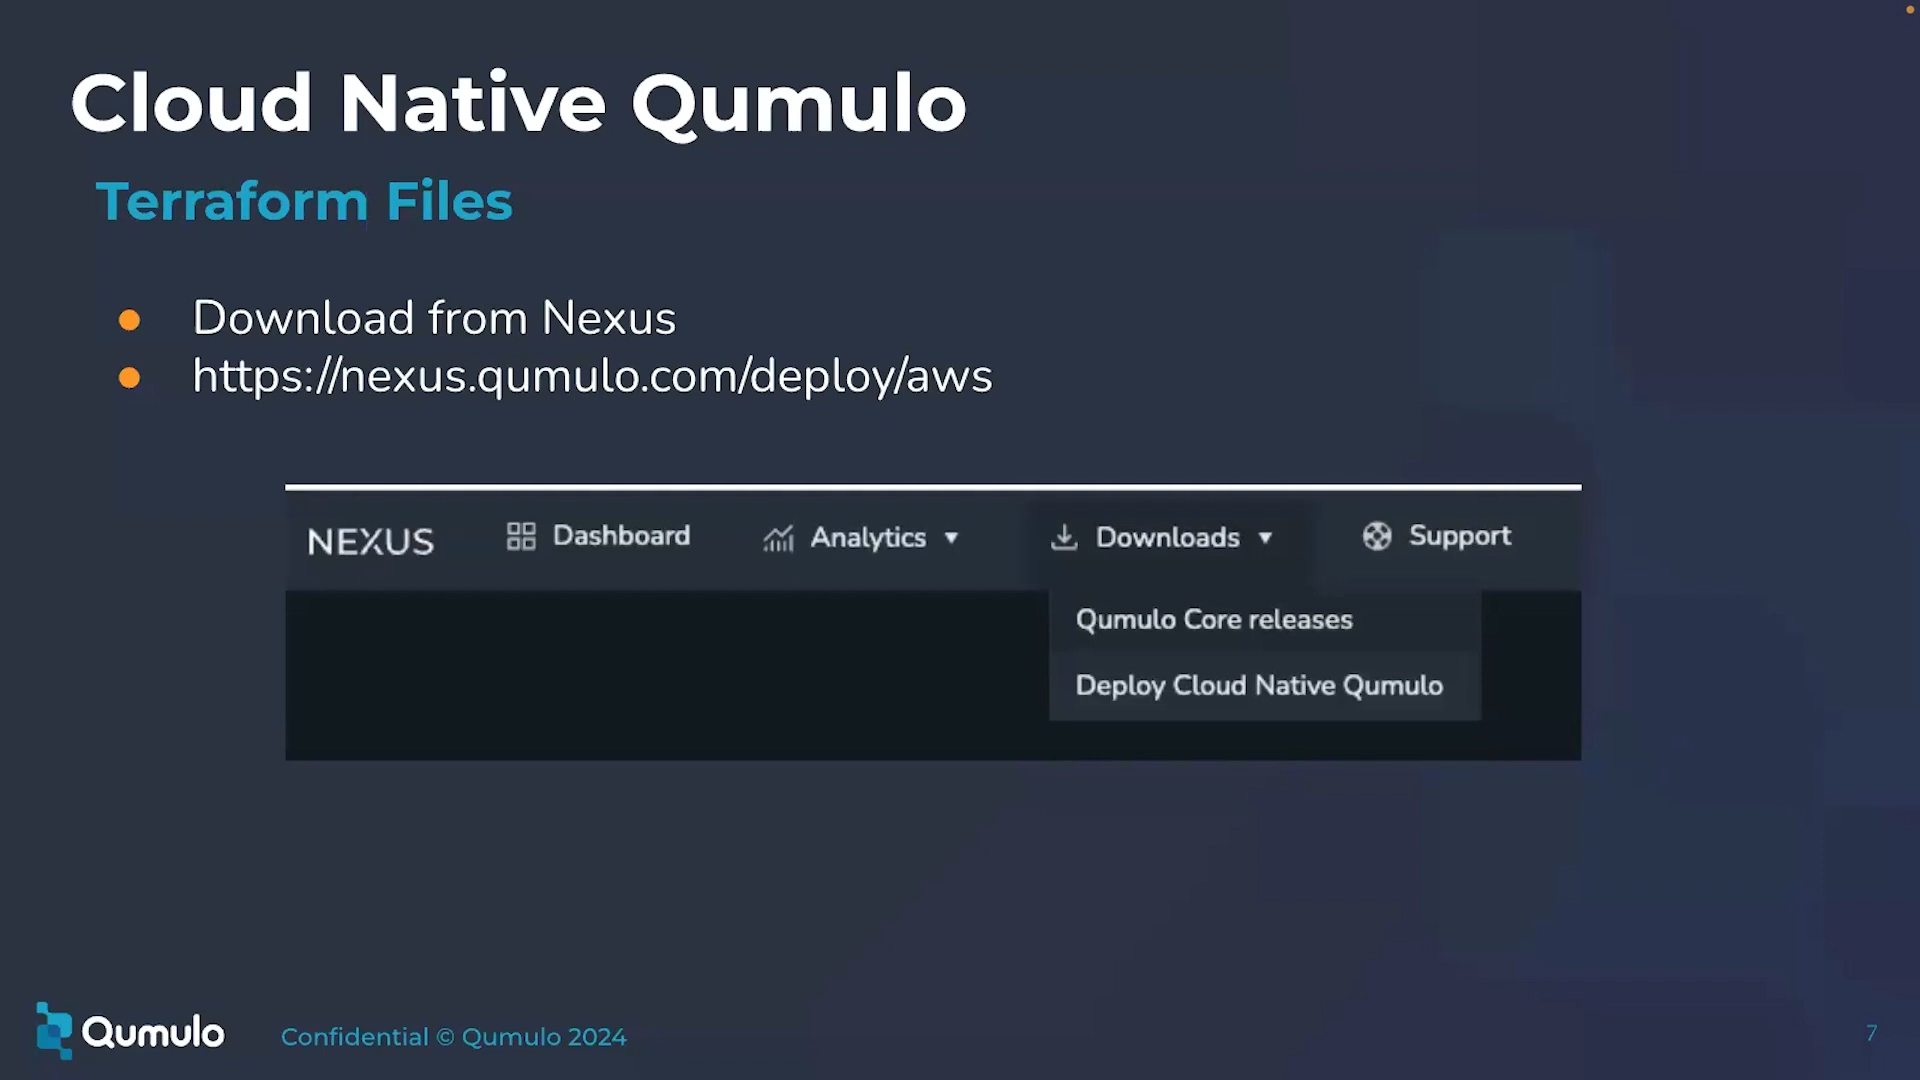 Cloud Native Qumulo
Terraform Files
Download from Nexus
https://nexus.qumulo.com/deploy/aws
NEXUS Dashboard Analytics Downloads Support
Qumulo Core releases
Deploy Cloud Native Qumulo
Qumulo Confidential © Qumulo 2024 7